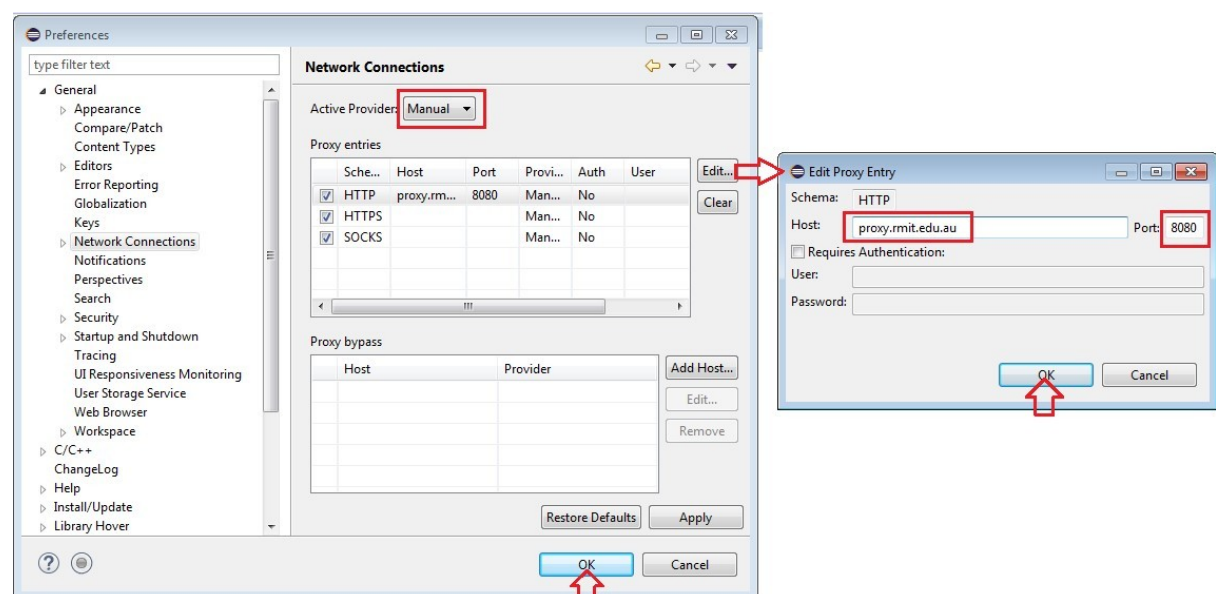 Preferences
type filter text
General
Appearance
Compare/Patch
Content Types
Editors
Error Reporting
Globalization
Keys
Network Connections
Notifications
Perspectives
Search
Security
Startup and Shutdown
Tracing
UI Responsiveness Monitoring
User Storage Service
Web Browser
Workspace
C/C++
ChangeLog
Help
Install/Update
Library Hover
Network Connections
Active Provider: Manual
Proxy entries
Sche... Host Port Provi... Auth User
HTTP proxy.rm... 8080 Man... No
HTTPS Man... No
SOCKS Man... No
Edit...
Clear
Proxy bypass
Host Provider
Add Host...
Edit...
Remove
Restore Defaults Apply
OK Cancel
Edit Proxy Entry
Schema: HTTP
Host: proxy.rmit.edu.au Port: 8080
Requires Authentication:
User:
Password:
OK Cancel